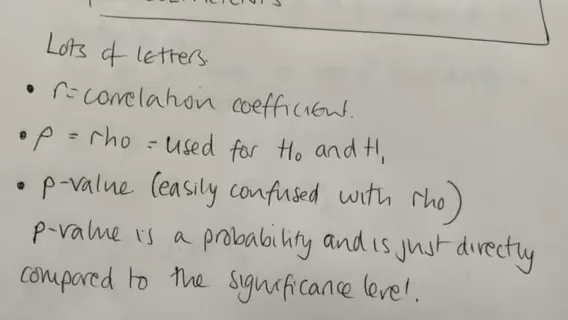 Lots of letters.
• r = correlation coefficient.
• ρ = rho = used for H₀ and H₁
• p-value (easily confused with rho)
p-value is a probability and is just directly
compared to the significance level.